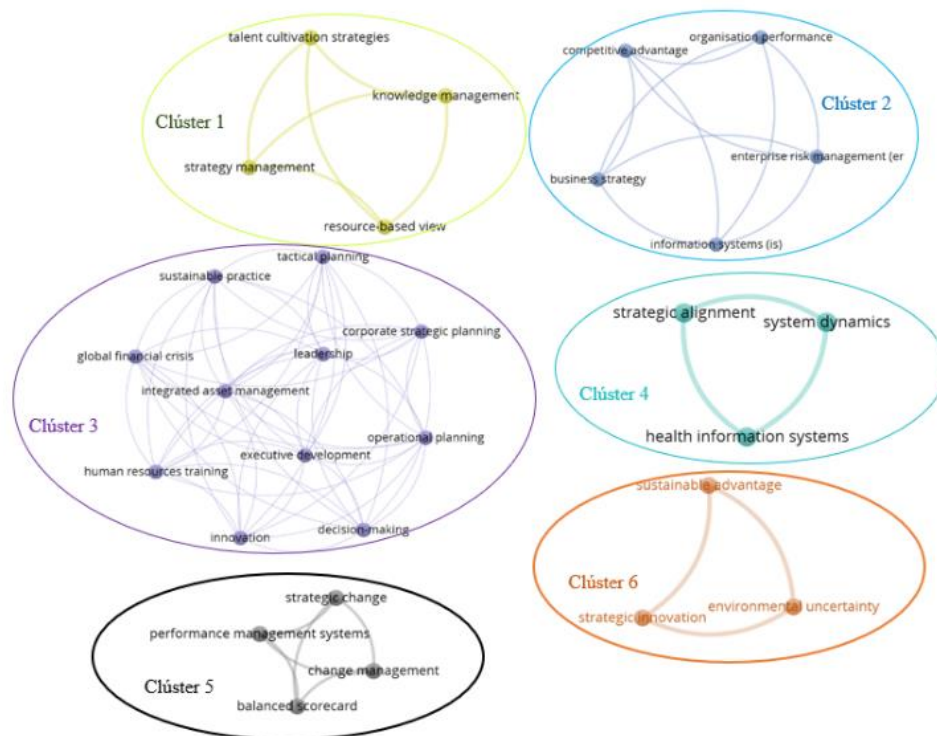 talent cultivation strategies
knowledge management
Clúster 1
strategy management
resource-based view
organisation performance
competitive advantage
Clúster 2
enterprise risk management (er
business strategy
information systems (is)
tactical planning
sustainable practice
corporate strategic planning
global financial crisis
leadership
integrated asset management
Clúster 3
operational planning
executive development
human resources training
innovation
decision-making
strategic alignment
system dynamics
Clúster 4
health information systems
sustainable advantage
Clúster 6
environmental uncertainty
strategic innovation
strategic change
performance management systems
change management
Clúster 5
balanced scorecard